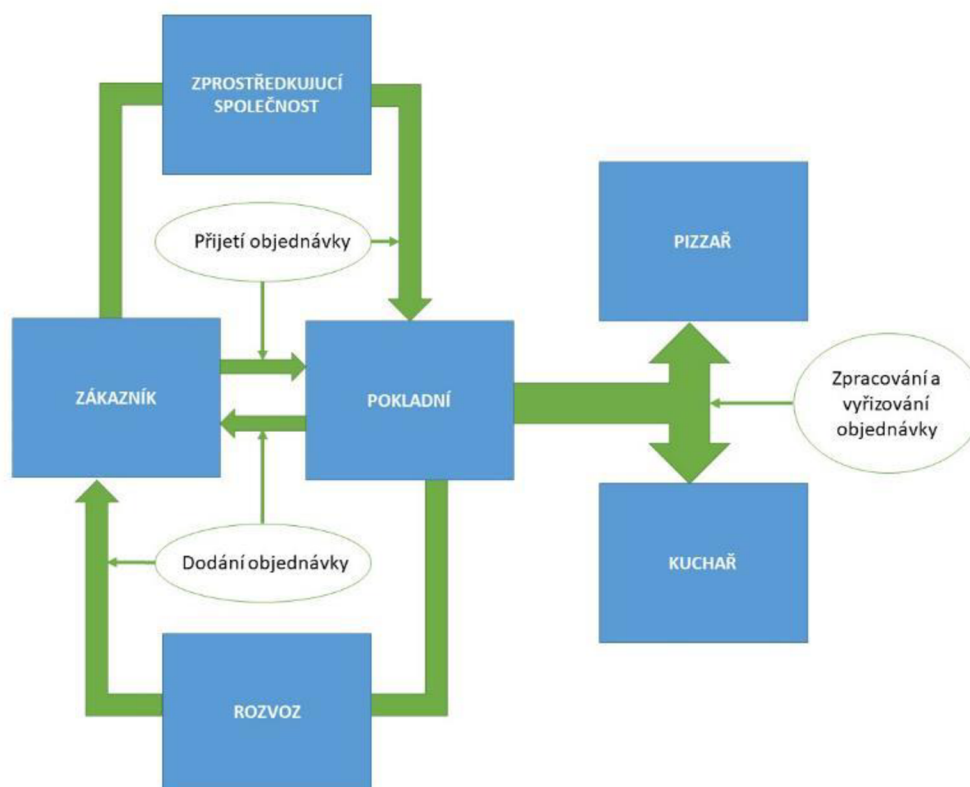 ZPROSTŘEDKUJUCÍ
SPOLEČNOST
Přijetí objednávky
PIZZAŘ
ZÁKAZNÍK
POKLADNÍ
Zpracování a
vyřizování
objednávky
Dodání objednávky
KUCHAŘ
ROZVOZ